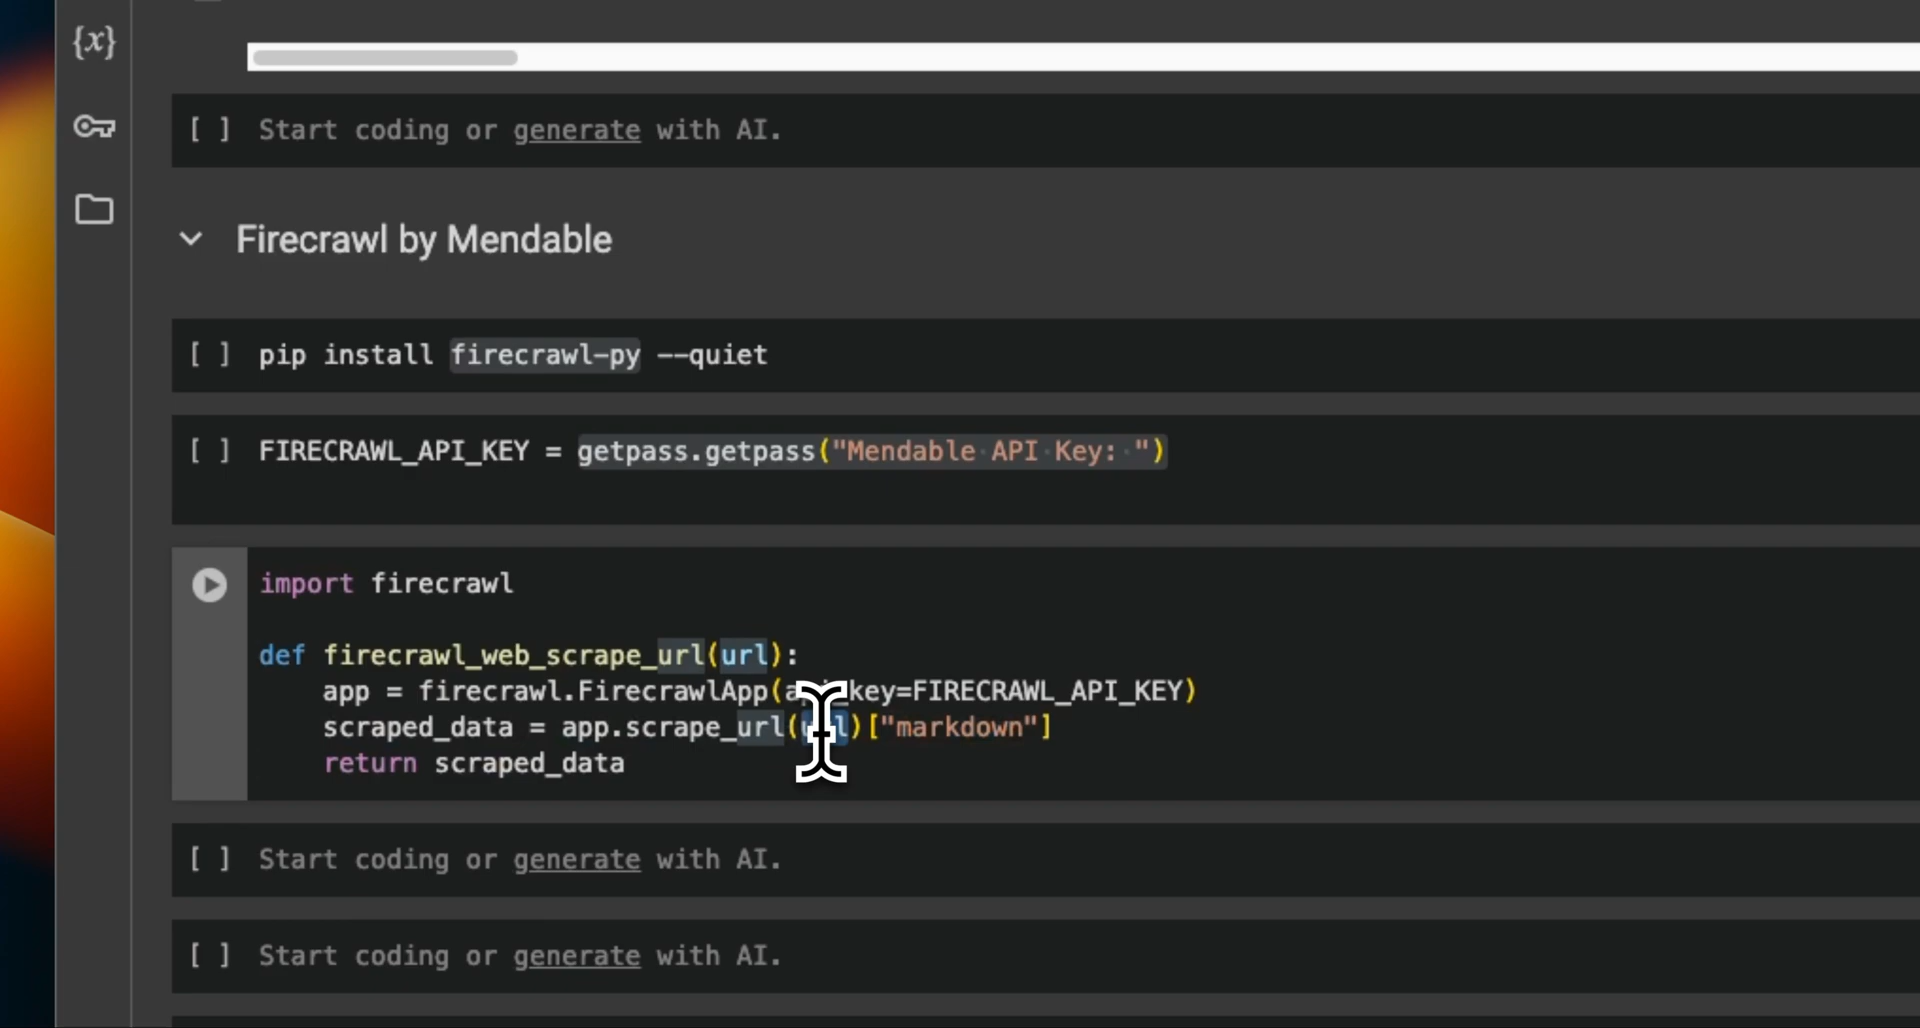 {x}
[ ] Start coding or generate with AI.
Firecrawl by Mendable
[ ] pip install firecrawl-py --quiet
[ ] FIRECRAWL_API_KEY = getpass.getpass("Mendable API Key: ")
import firecrawl
def firecrawl_web_scrape_url(url):
app = firecrawl.FirecrawlApp(api_key=FIRECRAWL_API_KEY)
scraped_data = app.scrape_url(url)["markdown"]
return scraped_data
[ ] Start coding or generate with AI.
[ ] Start coding or generate with AI.